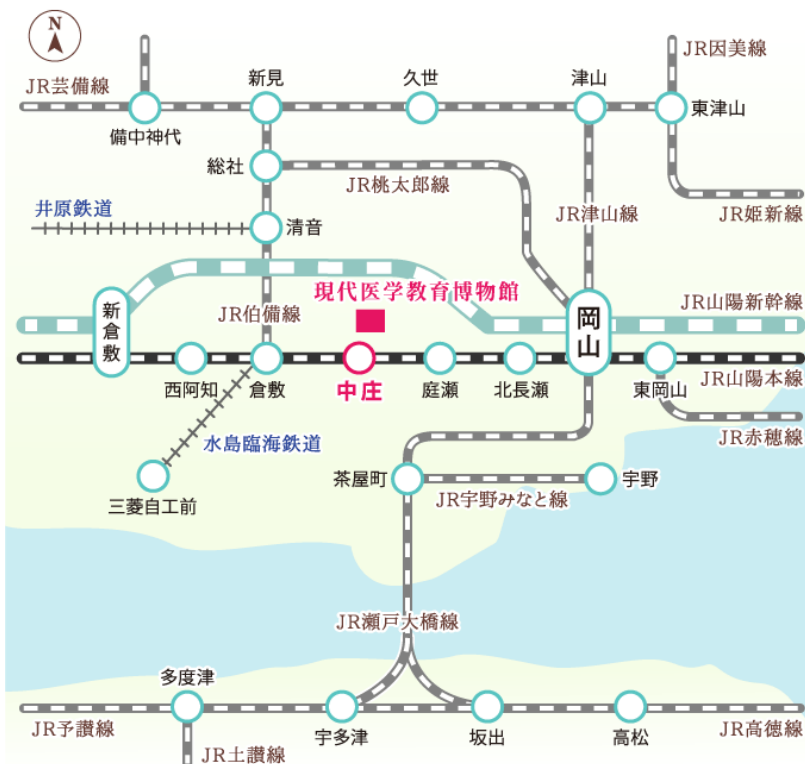 N
JR因美線
JR芸備線
新見
久世
津山
東津山
備中神代
総社
JR桃太郎線
JR津山線
JR姫新線
井原鉄道
清音
現代医学教育博物館
新倉敷
JR伯備線
岡山
JR山陽新幹線
西阿知
倉敷
中庄
庭瀬
北長瀬
東岡山
JR山陽本線
JR赤穂線
水島臨海鉄道
三菱自工前
茶屋町
JR宇野みなと線
宇野
JR瀬戸大橋線
多度津
JR予讃線
宇多津
坂出
高松
JR高徳線
JR土讃線